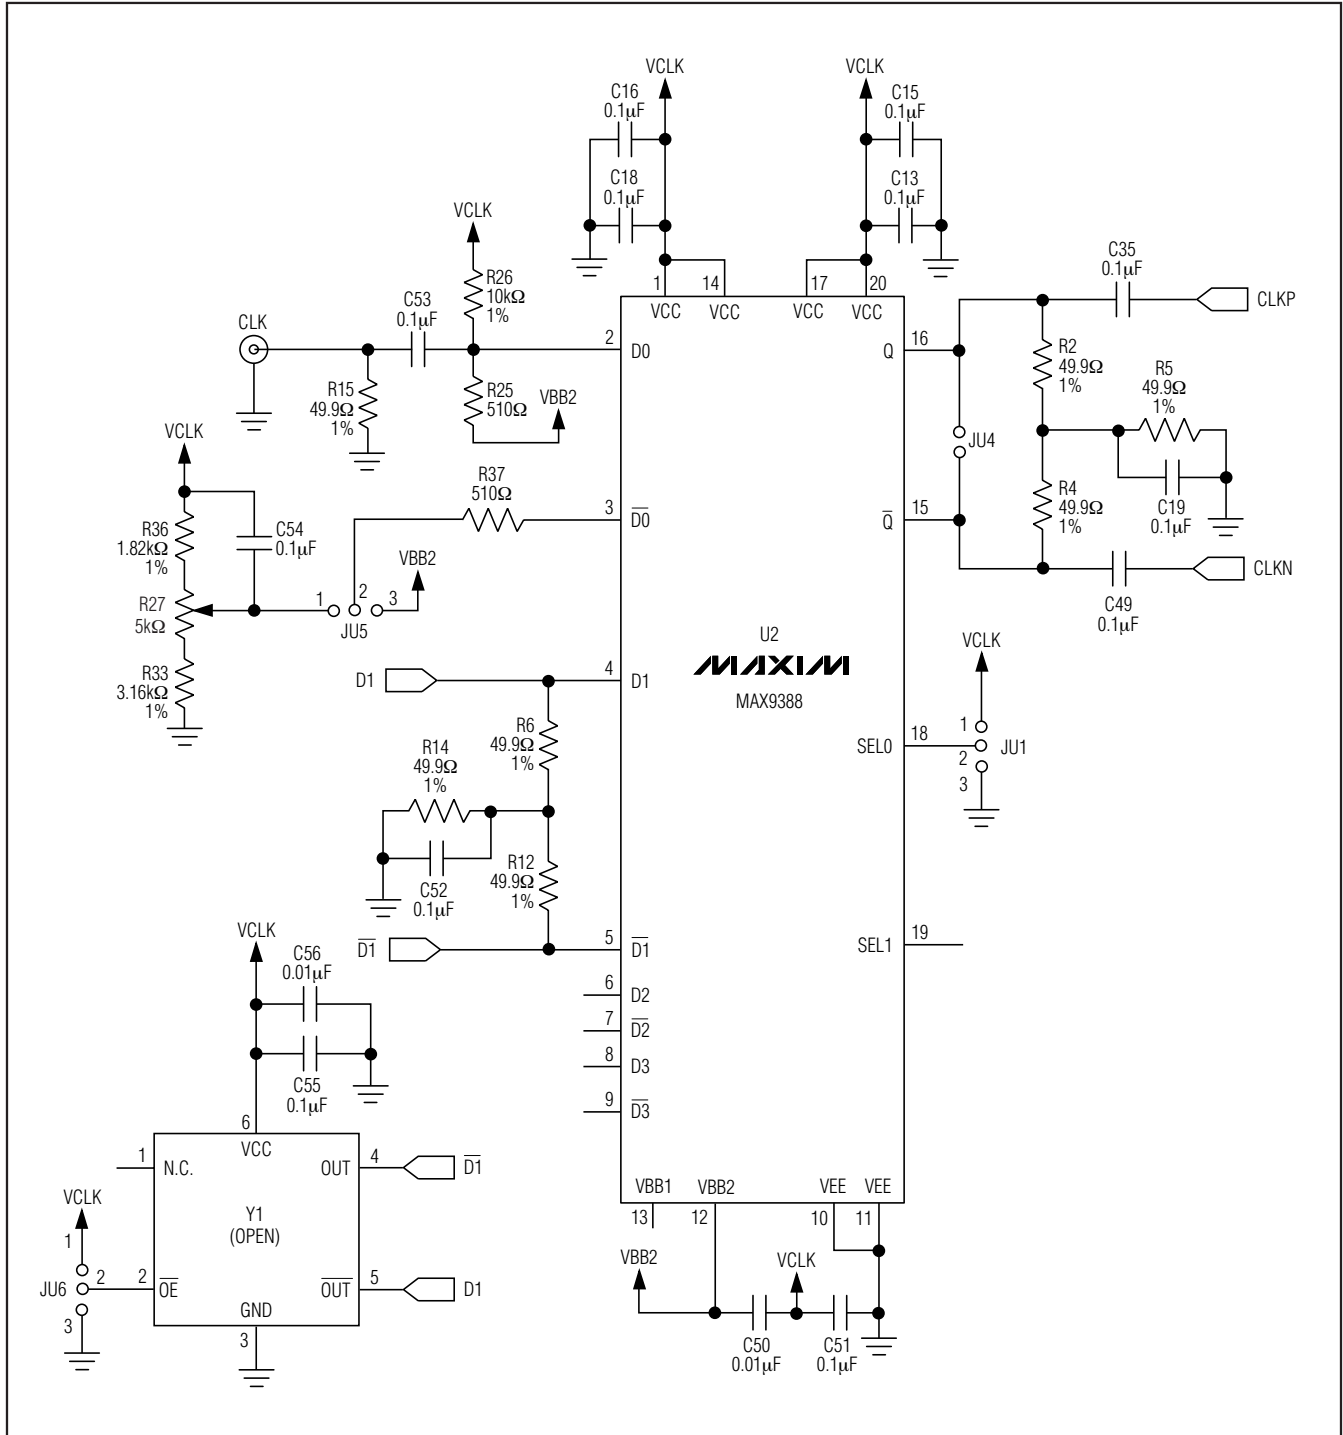 VCLK
VCLK
C16
0.1µF
C15
0.1µF
C18
0.1µF
C13
0.1µF
VCLK
R26
10kΩ
1%
C53
0.1µF
CLK
R15
49.9Ω
1%
R25
510Ω
VBB2
1
14
17
20
VCC
VCC
VCC
VCC
2
D0
Q
16
C35
0.1µF
CLKP
R2
49.9Ω
1%
R5
49.9Ω
1%
JU4
R4
49.9Ω
1%
C19
0.1µF
VCLK
R37
510Ω
3
D̅0̅
Q̅
15
R36
1.82kΩ
1%
C54
0.1µF
VBB2
C49
0.1µF
CLKN
R27
5kΩ
1
2
3
JU5
R33
3.16kΩ
1%
U2
MAXIM
MAX9388
D1
4
D1
VCLK
R6
49.9Ω
1%
R14
49.9Ω
1%
SEL0
18
1
2
3
JU1
C52
0.1µF
R12
49.9Ω
1%
D̅1̅
5
D̅1̅
SEL1
19
6
D2
7
D̅2̅
8
D3
9
D̅3̅
VCLK
C56
0.01µF
C55
0.1µF
6
VCC
1
N.C.
OUT
4
D̅1̅
Y1
(OPEN)
VCLK
1
JU6
2
3
2
O̅E̅
O̅U̅T̅
5
D1
GND
3
VBB1
VBB2
VEE
VEE
13
12
10
11
VBB2
VCLK
C50
0.01µF
C51
0.1µF